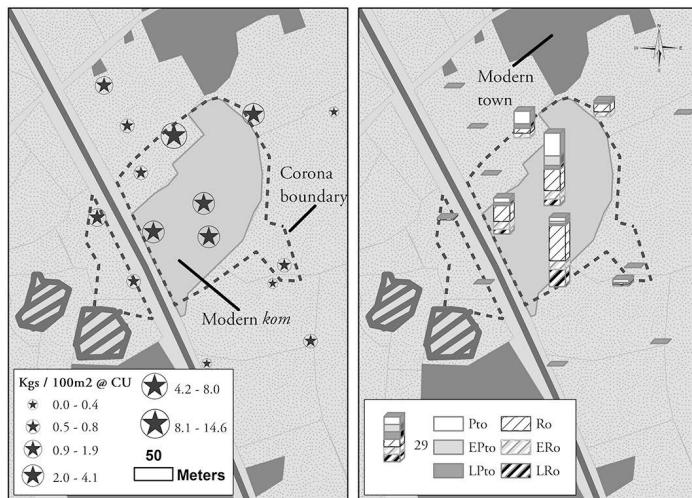 Corona
boundary
Modern kom
Kgs / 100m2 @ CU
0.0 - 0.4
0.5 - 0.8
0.9 - 1.9
2.0 - 4.1
4.2 - 8.0
8.1 - 14.6
50
Meters
Modern
town
N
W E
S
29
Pto
EPto
LPto
Ro
ERo
LRo